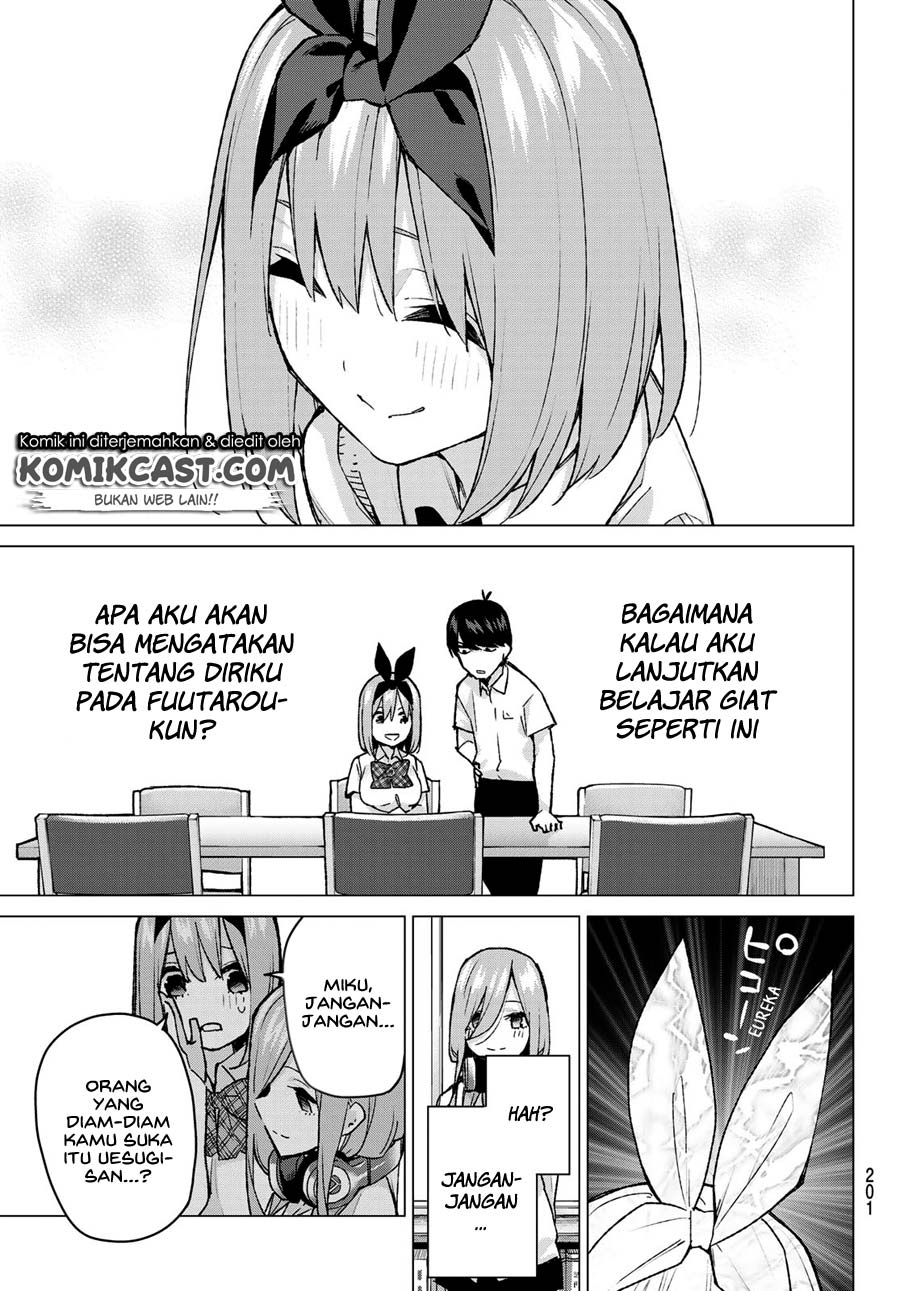 Komik ini diterjemahkan & diedit oleh
KOMIKCAST.COM
BUKAN WEB LAIN!!
BAGAIMANA
KALAU AKU
LANJUTKAN
BELAJAR GIAT
SEPERTI INI
APA AKU AKAN
BISA MENGATAKAN
TENTANG DIRIKU
PADA FUUTAROU-
KUN?
EUREKA
HAH?
JANGAN-
JANGAN
...
MIKU,
JANGAN-
JANGAN...
ORANG
YANG
DIAM-DIAM
KAMU SUKA
ITU UESUGI-
SAN...?
201